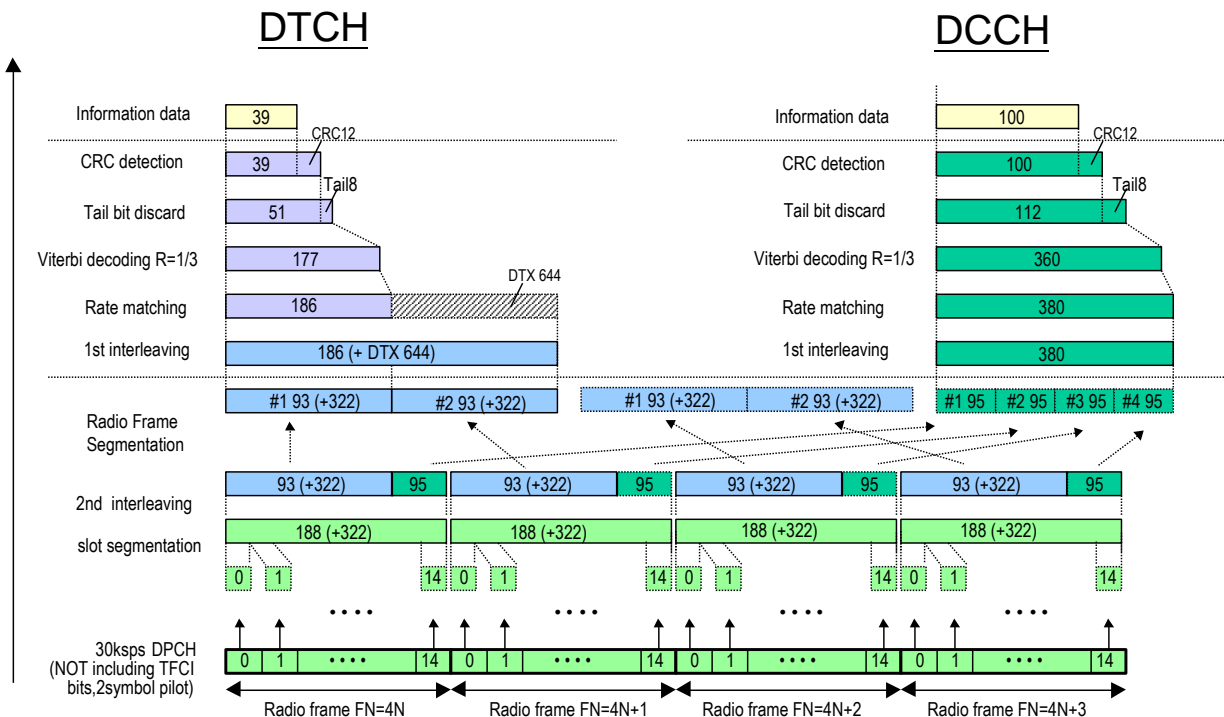 DTCH
DCCH
Information data
39
Information data
100
CRC12
CRC12
CRC detection
39
CRC detection
100
Tail8
Tail8
Tail bit discard
51
Tail bit discard
112
Viterbi decoding R=1/3
177
Viterbi decoding R=1/3
360
DTX 644
Rate matching
186
Rate matching
380
1st interleaving
186 (+ DTX 644)
1st interleaving
380
Radio Frame
Segmentation
#1 93 (+322)
#2 93 (+322)
#1 93 (+322)
#2 93 (+322)
#1 95
#2 95
#3 95
#4 95
2nd interleaving
93 (+322)
95
93 (+322)
95
93 (+322)
95
93 (+322)
95
slot segmentation
188 (+322)
188 (+322)
188 (+322)
188 (+322)
0 1 14
0 1 14
0 1 14
0 1 14
• • • •
• • • •
• • • •
• • • •
30ksps DPCH
(NOT including TFCI
bits,2symbol pilot)
0 1 • • • • 14
0 1 • • • • 14
0 1 • • • • 14
0 1 • • • • 14
Radio frame FN=4N
Radio frame FN=4N+1
Radio frame FN=4N+2
Radio frame FN=4N+3